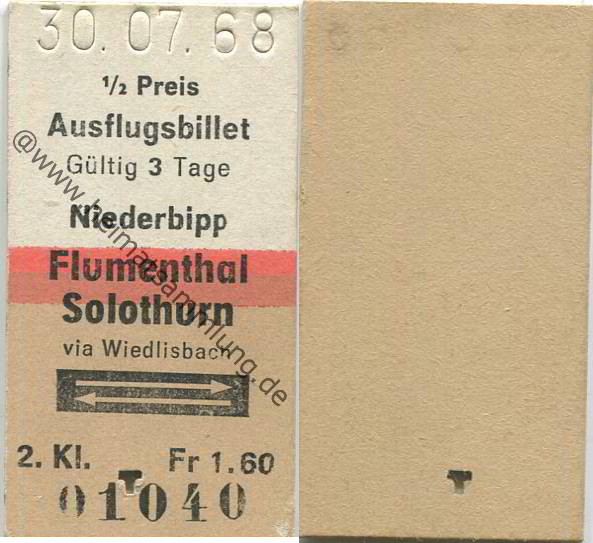 30.07.68
1/2 Preis
Ausflugsbillet
Gültig 3 Tage
Niederbipp
Flumenthal
Solothurn
via Wiedlisbach
2. Kl. Fr 1.60
01040
@www.heimatsammlung.de